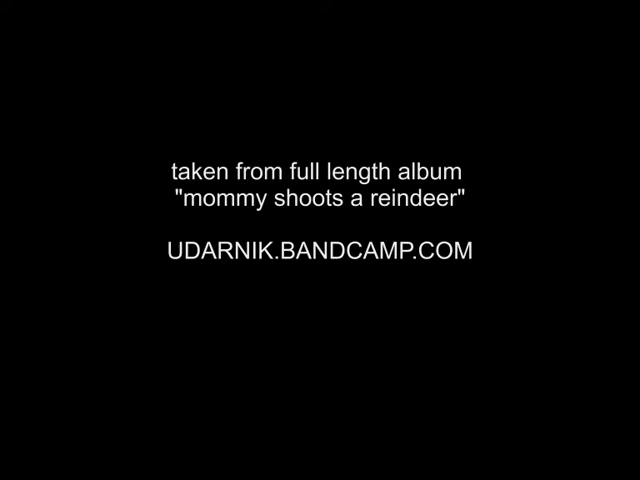 taken from full length album
"mommy shoots a reindeer"
UDARNIK.BANDCAMP.COM